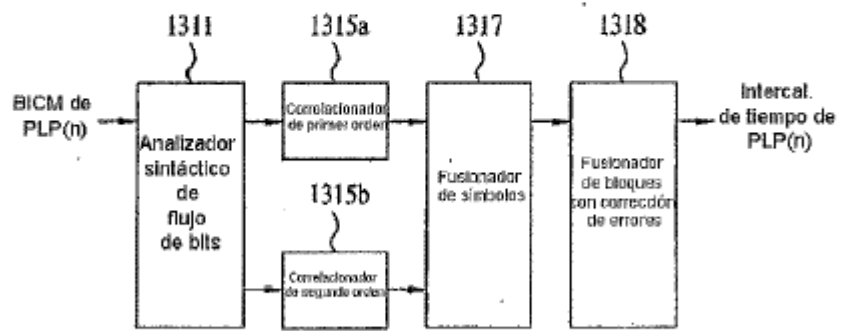 1311
1315a
1317
1318
BICM de
PLP(n)
Analizador
sintáctico
de
flujo
de bits
Correlacionador
de primer orden
1315b
Correlacionador
de segundo orden
Fusionador
de símbolos
Fusionador
de bloques
con corrección
de errores
Intercal.
de tiempo de
PLP(n)